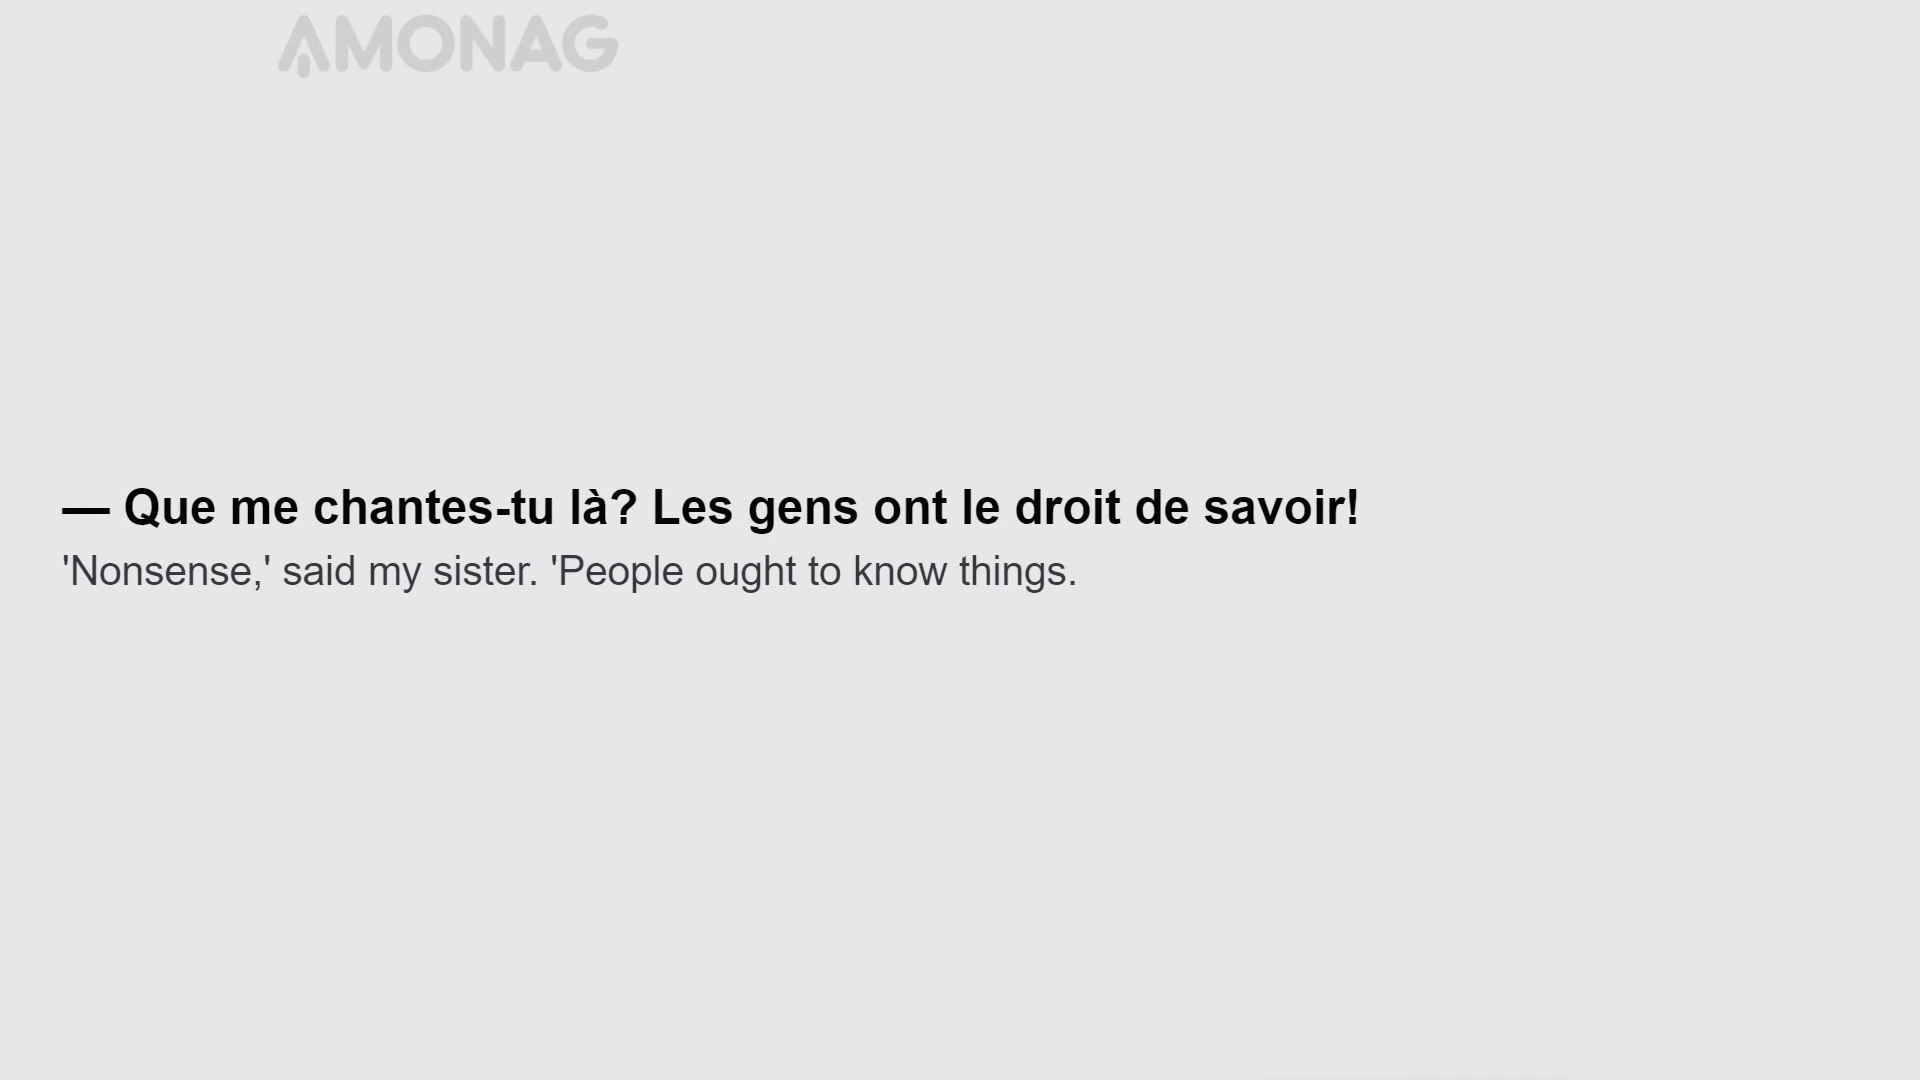 AMONAG
— Que me chantes-tu là? Les gens ont le droit de savoir!
'Nonsense,' said my sister. 'People ought to know things.